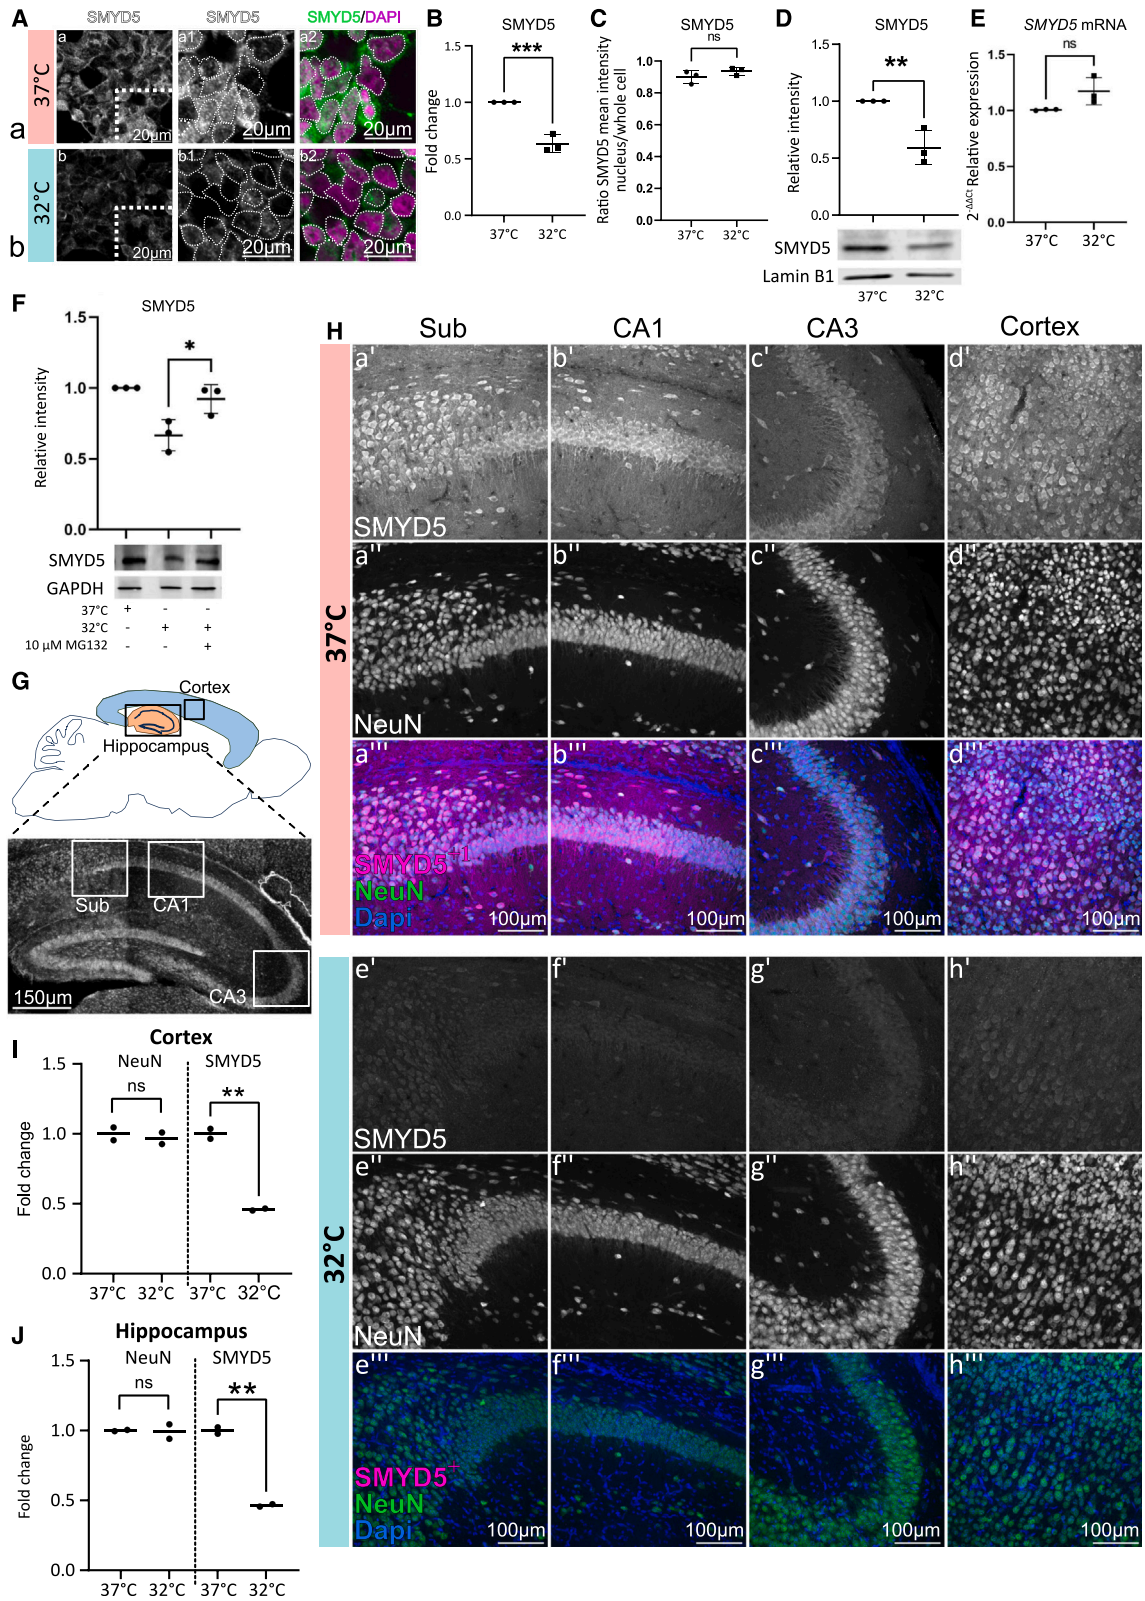 A
SMYD5
SMYD5
SMYD5/DAPI
37°C
a
a
20μm
a1
20μm
a2
20μm
32°C
b
b
20μm
b1
20μm
b2
20μm
B
SMYD5
Fold change
1.5
1.0
0.5
0.0
***
37°C 32°C
C
SMYD5
Ratio SMYD5 mean intensity
nucleus/whole cell
1.0
0.8
0.6
0.4
0.2
0.0
ns
37°C 32°C
D
SMYD5
Relative intensity
1.5
1.0
0.5
0.0
**
SMYD5
Lamin B1
37°C 32°C
E
SMYD5 mRNA
2-ΔΔCt Relative expression
1.5
1.0
0.5
0.0
ns
37°C 32°C
F
SMYD5
Relative intensity
1.5
1.0
0.5
0.0
*
SMYD5
GAPDH
37°C + - -
32°C - + +
10 μM MG132 - - +
G
Cortex
Hippocampus
Sub
CA1
CA3
150μm
H
Sub CA1 CA3 Cortex
37°C
a' b' c' d'
SMYD5
a'' b'' c'' d''
NeuN
a''' b''' c''' d'''
SMYD5+1
NeuN
Dapi
100μm 100μm 100μm 100μm
32°C
e' f' g' h'
SMYD5
e'' f'' g'' h''
NeuN
e''' f''' g''' h'''
SMYD5+
NeuN
Dapi
100μm 100μm 100μm 100μm
I
Cortex
NeuN SMYD5
Fold change
1.5
1.0
0.5
0.0
ns
**
37°C 32°C 37°C 32°C
J
Hippocampus
NeuN SMYD5
Fold change
1.5
1.0
0.5
0.0
ns
**
37°C 32°C 37°C 32°C